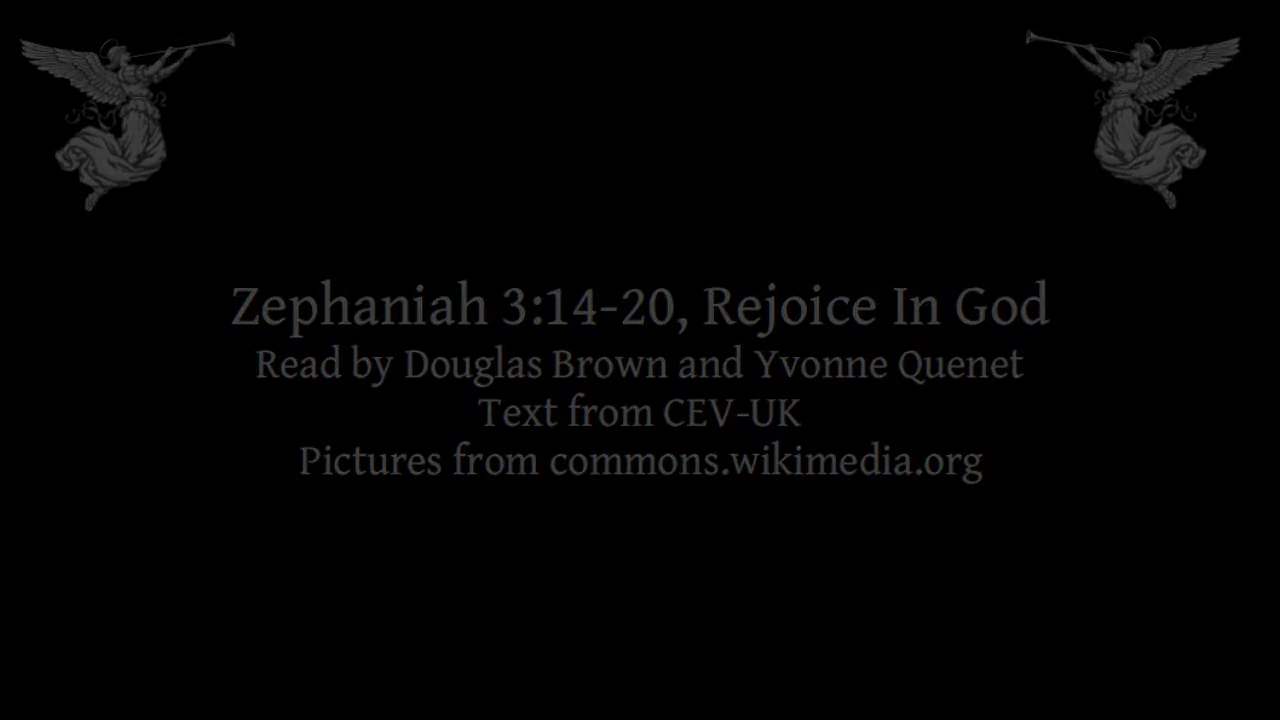 Zephaniah 3:14-20, Rejoice In God
Read by Douglas Brown and Yvonne Quenet
Text from CEV-UK
Pictures from commons.wikimedia.org